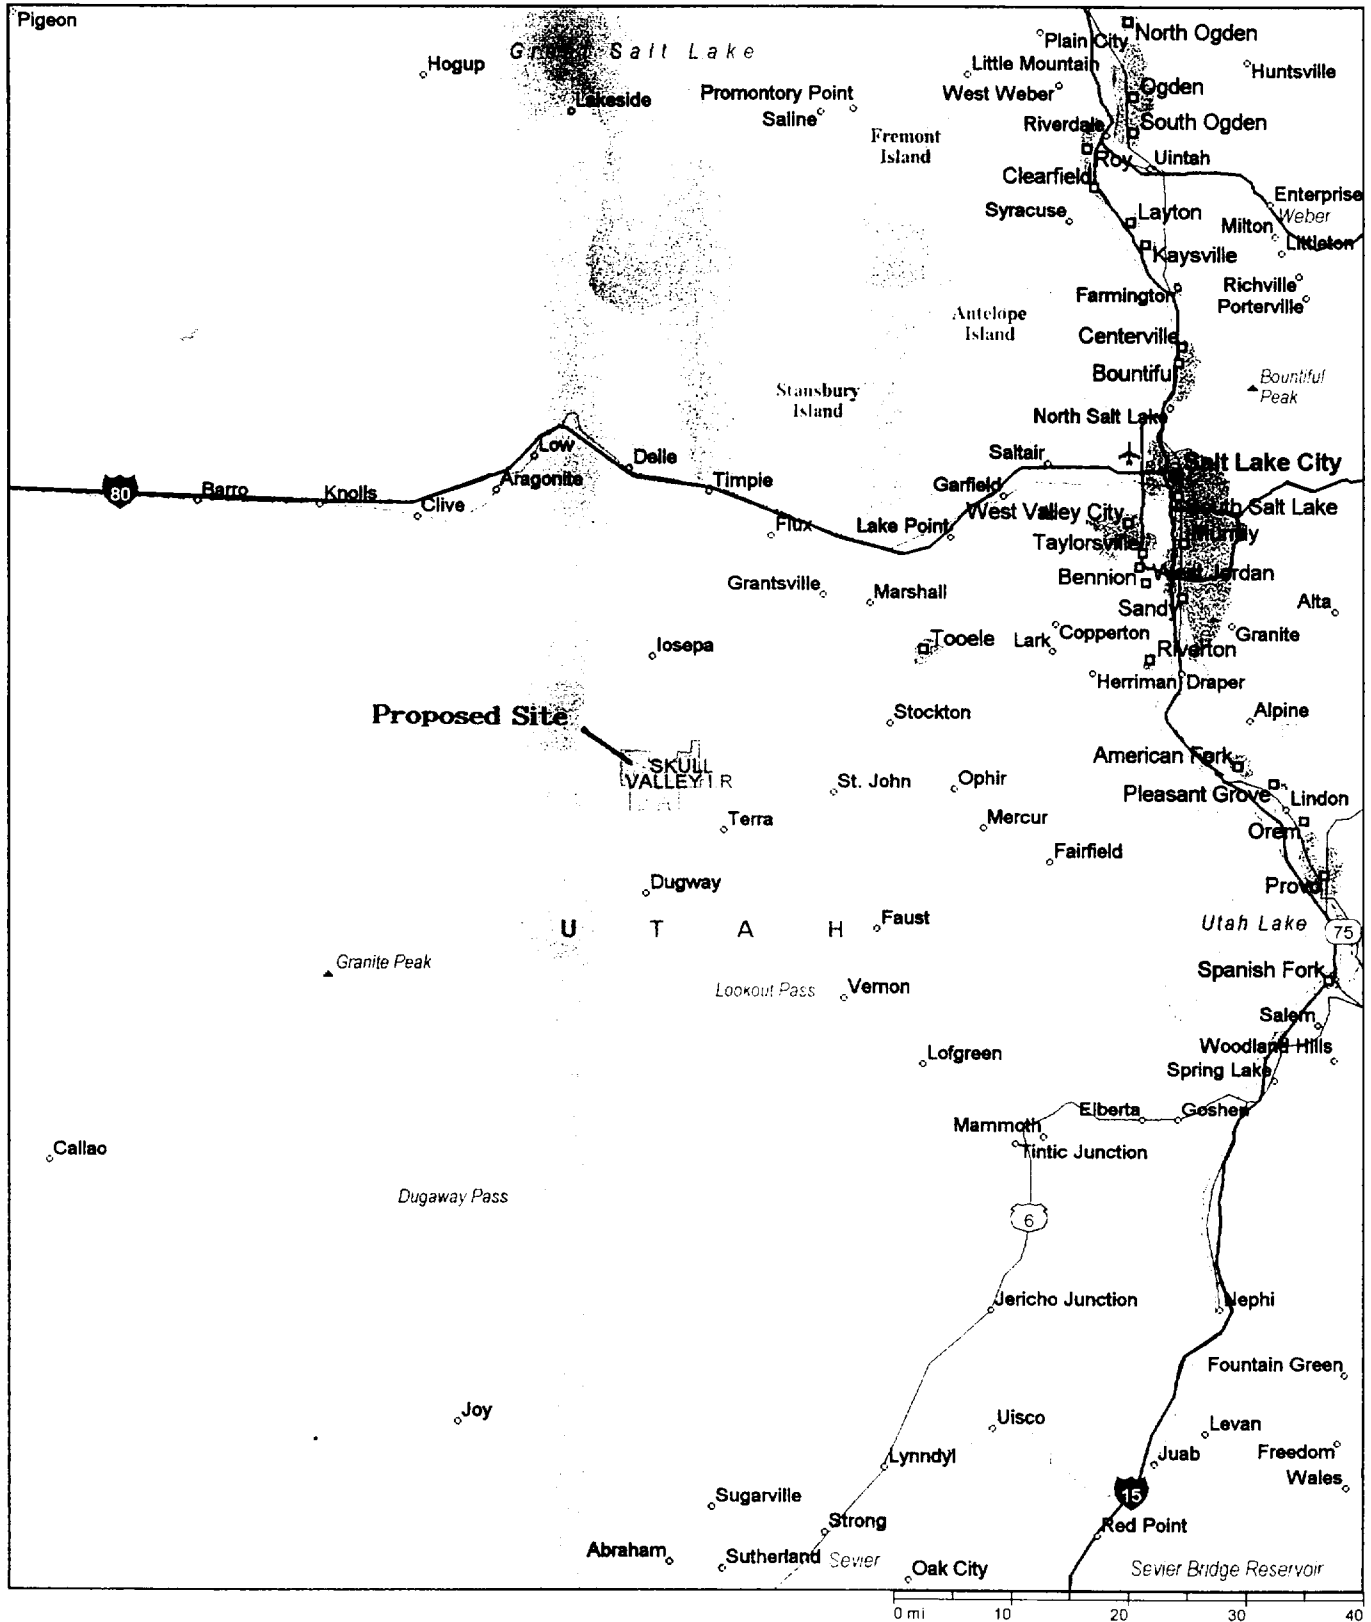 Pigeon
Great Salt Lake
Hogup
Lakeside
Promontory Point
Saline
Plain City
North Ogden
Little Mountain
Huntsville
West Weber
Ogden
Riverdale
South Ogden
Fremont
Island
Roy
Uintah
Clearfield
Enterprise
Weber
Syracuse
Layton
Milton
Littleton
Kaysville
Richville
Farmington
Porterville
Antelope
Island
Centerville
Bountiful
Bountiful
Peak
Stansbury
Island
North Salt Lake
Low
Delle
Saltair
Salt Lake City
80
Barro
Knolls
Clive
Aragonite
Timpie
Garfield
West Valley City
South Salt Lake
Flux
Lake Point
Taylorsville
Murray
Grantsville
Marshall
Bennion
West Jordan
Sandy
Alta
Iosepa
Tooele
Lark
Copperton
Granite
Riverton
Herriman
Draper
Proposed Site
Stockton
Alpine
SKULL
VALLEY I R
St. John
Ophir
American Fork
Pleasant Grove
Lindon
Terra
Mercur
Orem
Fairfield
Dugway
Provo
U T A H
Faust
Utah Lake
75
Granite Peak
Lookout Pass
Vernon
Spanish Fork
Salem
Lofgreen
Woodland Hills
Spring Lake
Elberta
Goshen
Mammoth
Tintic Junction
Callao
Dugaway Pass
6
Jericho Junction
Nephi
Fountain Green
Joy
Uisco
Levan
Lynndyl
Juab
Freedom
Wales
Sugarville
15
Strong
Red Point
Abraham
Sutherland
Sevier
Oak City
Sevier Bridge Reservoir
0 mi 10 20 30 40